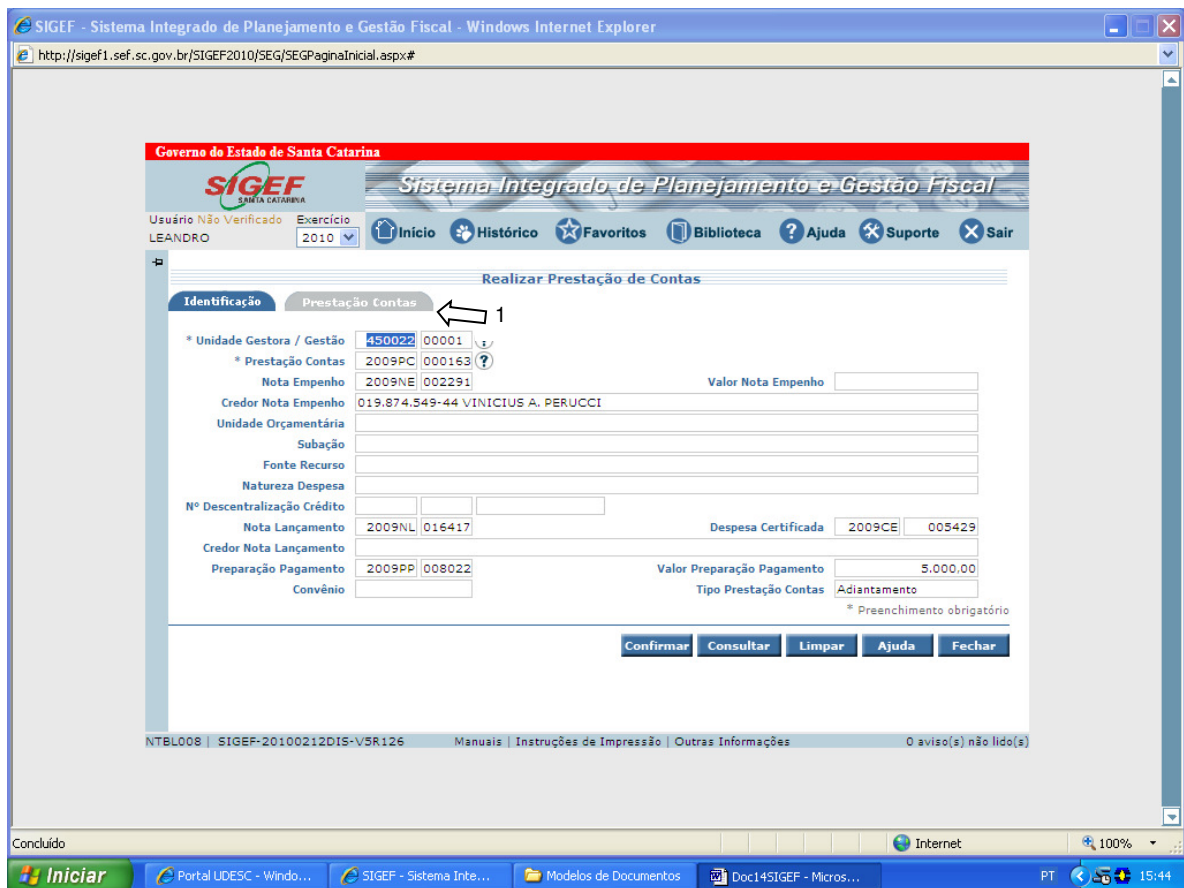 SIGEF - Sistema Integrado de Planejamento e Gestão Fiscal - Windows Internet Explorer
http://sigef1.sef.sc.gov.br/SIGEF2010/SEG/SEGPaginaInicial.aspx#
Governo do Estado de Santa Catarina
SIGEF
SANTA CATARINA
Sistema Integrado de Planejamento e Gestão Fiscal
Usuário Não Verificado Exercício
LEANDRO 2010 Início Histórico Favoritos Biblioteca ? Ajuda Suporte Sair
Realizar Prestação de Contas
Identificação Prestação Contas 1
* Unidade Gestora / Gestão 450022 00001
* Prestação Contas 2009PC 000163 ?
Nota Empenho 2009NE 002291 Valor Nota Empenho
Credor Nota Empenho 019.874.549-44 VINICIUS A. PERUCCI
Unidade Orçamentária
Subação
Fonte Recurso
Natureza Despesa
Nº Descentralização Crédito
Nota Lançamento 2009NL 016417 Despesa Certificada 2009CE 005429
Credor Nota Lançamento
Preparação Pagamento 2009PP 008022 Valor Preparação Pagamento 5.000,00
Convênio Tipo Prestação Contas Adiantamento
* Preenchimento obrigatório
Confirmar Consultar Limpar Ajuda Fechar
NTBL008 | SIGEF-20100212DIS-V5R126 Manuais | Instruções de Impressão | Outras Informações 0 aviso(s) não lido(s)
Concluído Internet 100%
Iniciar Portal UDESC - Windo... SIGEF - Sistema Inte... Modelos de Documentos Doc14SIGEF - Micros... PT 15:44